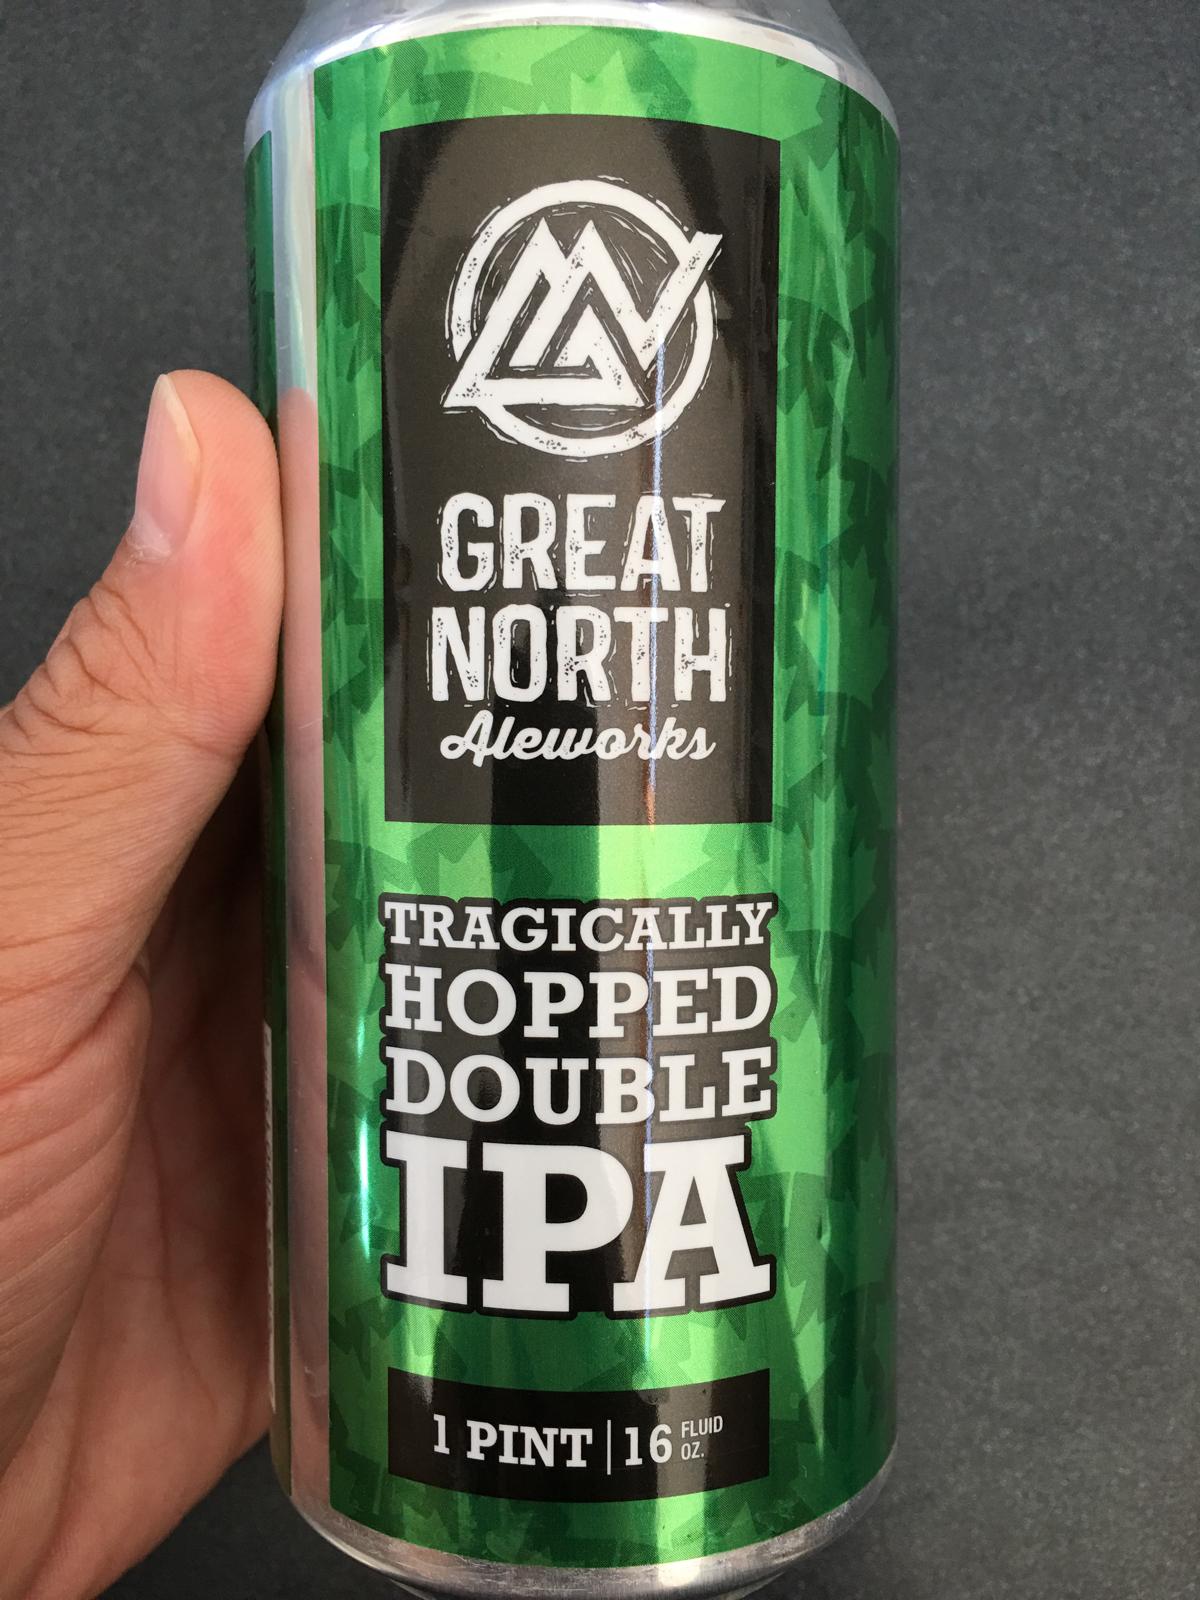 GREAT
NORTH
Aleworks
TRAGICALLY
HOPPED
DOUBLE
IPA
1 PINT | 16 FLUID OZ.